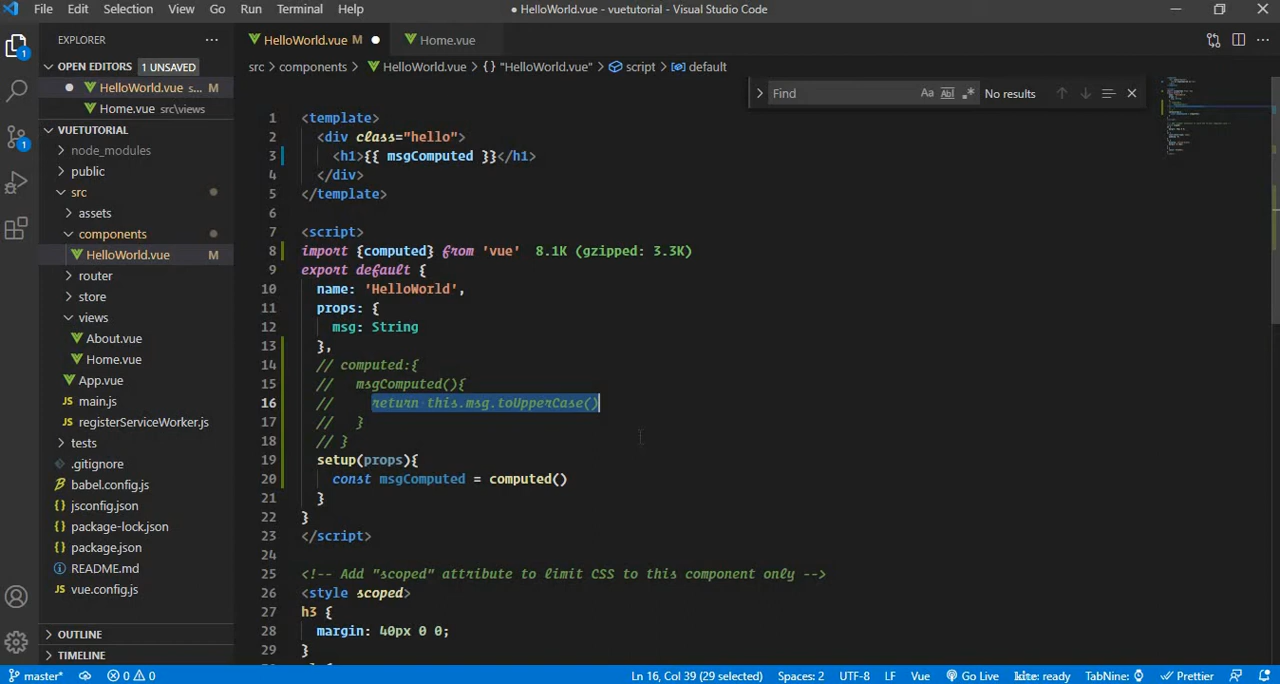 File Edit Selection View Go Run Terminal Help
● HelloWorld.vue - vuetutorial - Visual Studio Code
EXPLORER
OPEN EDITORS 1 UNSAVED
HelloWorld.vue s... M
Home.vue src\views
VUETUTORIAL
node_modules
public
src
assets
components
HelloWorld.vue M
router
store
views
About.vue
Home.vue
App.vue
main.js
registerServiceWorker.js
tests
.gitignore
babel.config.js
jsconfig.json
package-lock.json
package.json
README.md
vue.config.js
OUTLINE
TIMELINE
1
1
HelloWorld.vue M ●
Home.vue
src > components > HelloWorld.vue > {} "HelloWorld.vue" > script > default
Find Aa Abl .* No results
1 <template>
2 <div class="hello">
3 <h1>{{ msgComputed }}</h1>
4 </div>
5 </template>
6
7 <script>
8 import {computed} from 'vue' 8.1K (gzipped: 3.3K)
9 export default {
10 name: 'HelloWorld',
11 props: {
12 msg: String
13 },
14 // computed:{
15 // msgComputed(){
16 // return this.msg.toUpperCase()
17 // }
18 // }
19 setup(props){
20 const msgComputed = computed()
21 }
22 }
23 </script>
24
25 <!-- Add "scoped" attribute to limit CSS to this component only -->
26 <style scoped>
27 h3 {
28 margin: 40px 0 0;
29 }
master* 0 0 Ln 16, Col 39 (29 selected) Spaces: 2 UTF-8 LF Vue Go Live kite: ready TabNine: Prettier